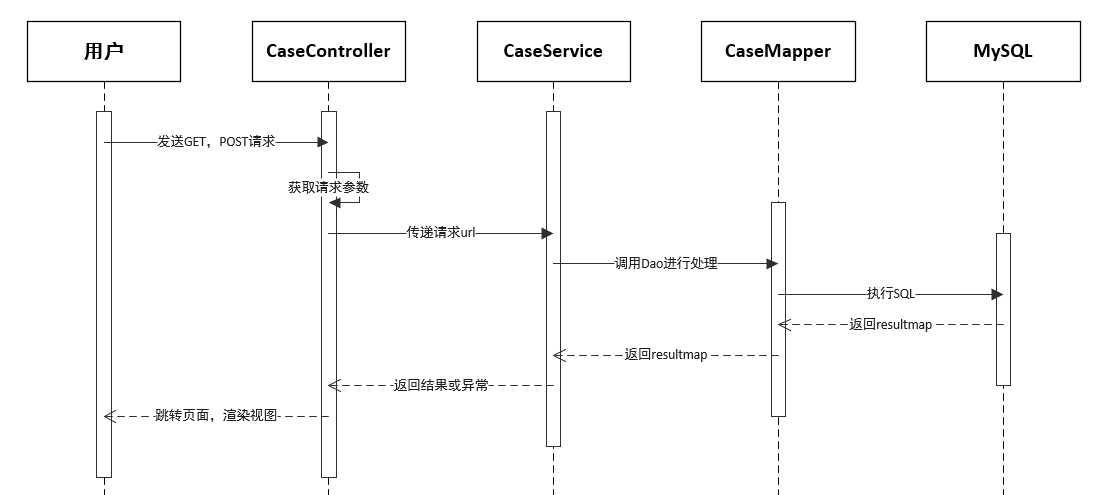 用户
CaseController
CaseService
CaseMapper
MySQL
发送GET，POST请求
获取请求参数
传递请求url
调用Dao进行处理
执行SQL
返回resultmap
返回resultmap
返回结果或异常
跳转页面，渲染视图